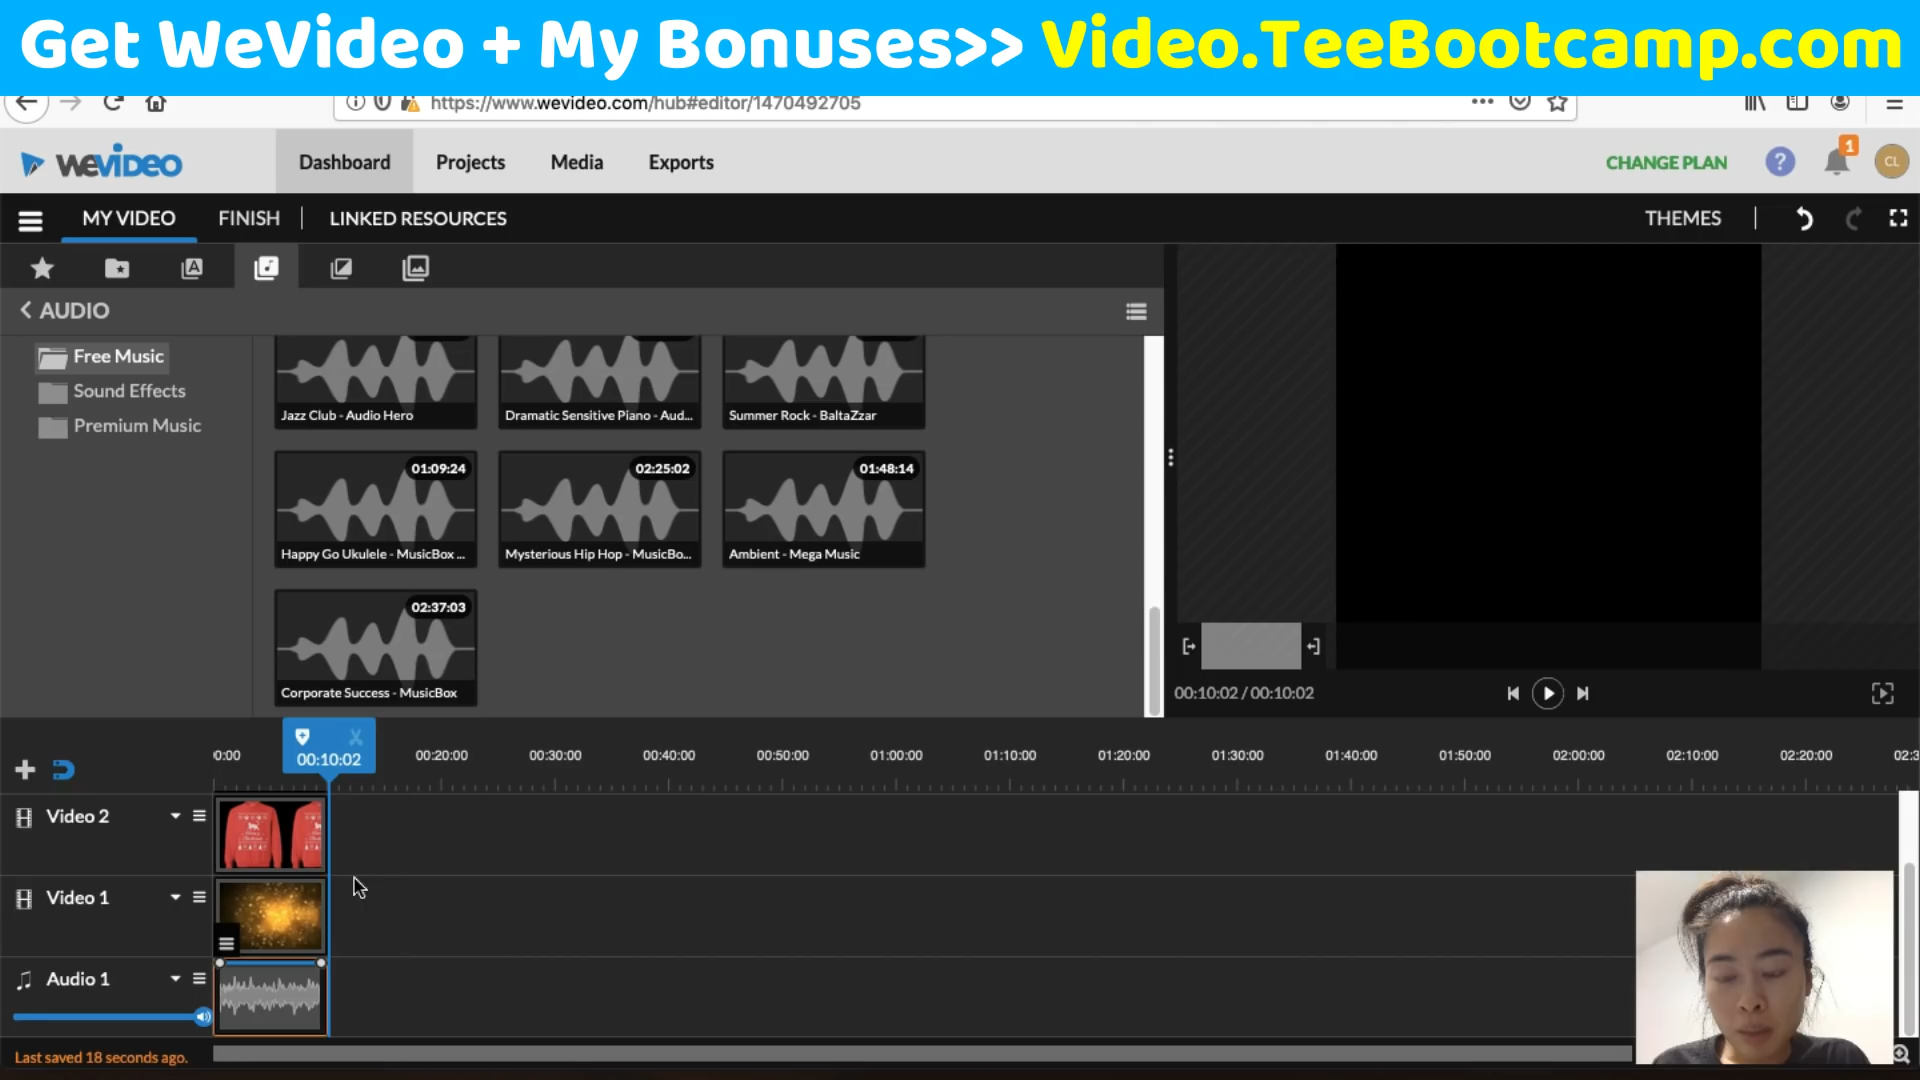 Get WeVideo + My Bonuses>> Video.TeeBootcamp.com
https://www.wevideo.com/hub#editor/1470492705
WEVIDEO
Dashboard
Projects
Media
Exports
CHANGE PLAN
?
1
CL
MY VIDEO
FINISH
LINKED RESOURCES
THEMES
AUDIO
Free Music
Sound Effects
Premium Music
Jazz Club - Audio Hero
Dramatic Sensitive Piano - Aud...
Summer Rock - BaltaZzar
01:09:24
Happy Go Ukulele - MusicBox ...
02:25:02
Mysterious Hip Hop - MusicBo...
01:48:14
Ambient - Mega Music
02:37:03
Corporate Success - MusicBox
00:10:02 / 00:10:02
0:00
00:10:02
00:20:00
00:30:00
00:40:00
00:50:00
01:00:00
01:10:00
01:20:00
01:30:00
01:40:00
01:50:00
02:00:00
02:10:00
02:20:00
02:3
Video 2
Video 1
Audio 1
Last saved 18 seconds ago.